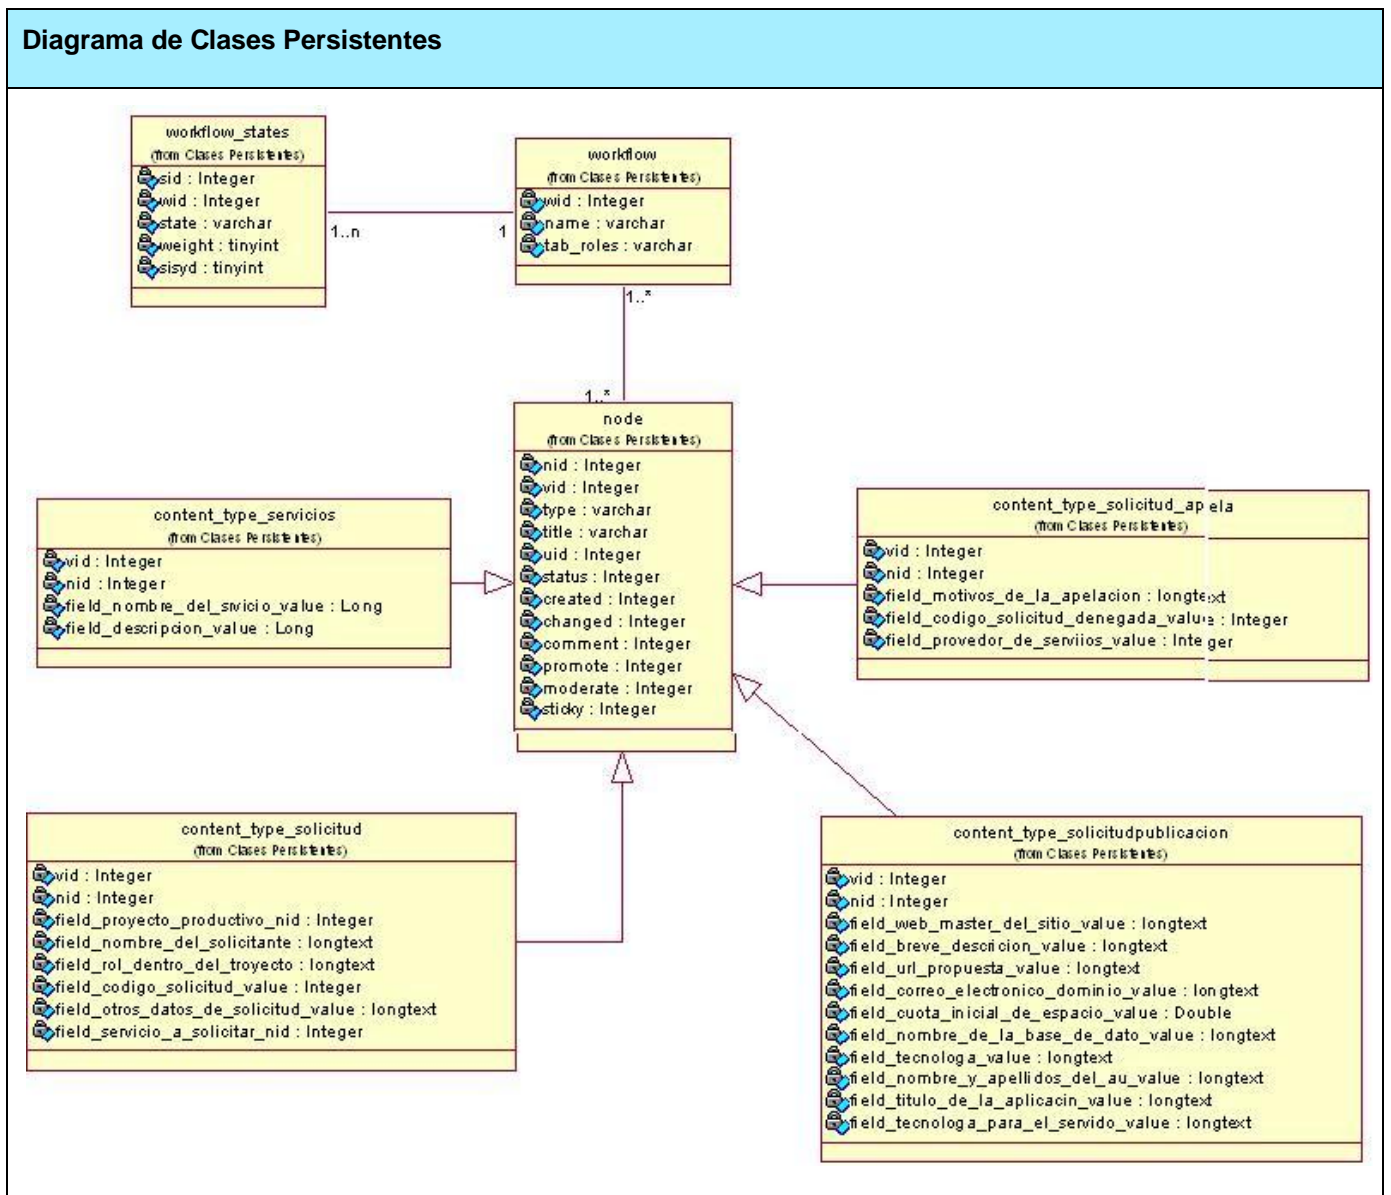 Diagrama de Clases Persistentes
workflow_states
(from Clases Persistentes)
sid : Integer
wid : Integer
state : varchar
weight : tinyint
sisyd : tinyint
1..n
1
workflow
(from Clases Persistentes)
wid : Integer
name : varchar
tab_roles : varchar
1..*
1..*
node
(from Clases Persistentes)
nid : Integer
vid : Integer
type : varchar
title : varchar
uid : Integer
status : Integer
created : Integer
changed : Integer
comment : Integer
promote : Integer
moderate : Integer
sticky : Integer
content_type_servicios
(from Clases Persistentes)
vid : Integer
nid : Integer
field_nombre_del_srvicio_value : Long
field_descripcion_value : Long
content_type_solicitud_apela
(from Clases Persistentes)
vid : Integer
nid : Integer
field_motivos_de_la_apelacion : longtext
field_codigo_solicitud_denegada_value : Integer
field_provedor_de_serviios_value : Integer
content_type_solicitud
(from Clases Persistentes)
vid : Integer
nid : Integer
field_proyecto_productivo_nid : Integer
field_nombre_del_solicitante : longtext
field_rol_dentro_del_troyecto : longtext
field_codigo_solicitud_value : Integer
field_otros_datos_de_solicitud_value : longtext
field_servicio_a_solicitar_nid : Integer
content_type_solicitudpublicacion
(from Clases Persistentes)
vid : Integer
nid : Integer
field_web_master_del_sitio_value : longtext
field_breve_descricion_value : longtext
field_url_propuesta_value : longtext
field_correo_electronico_dominio_value : longtext
field_cuota_inicial_de_espacio_value : Double
field_nombre_de_la_base_de_dato_value : longtext
field_tecnologa_value : longtext
field_nombre_y_apellidos_del_au_value : longtext
field_titulo_de_la_aplicacin_value : longtext
field_tecnologa_para_el_servido_value : longtext